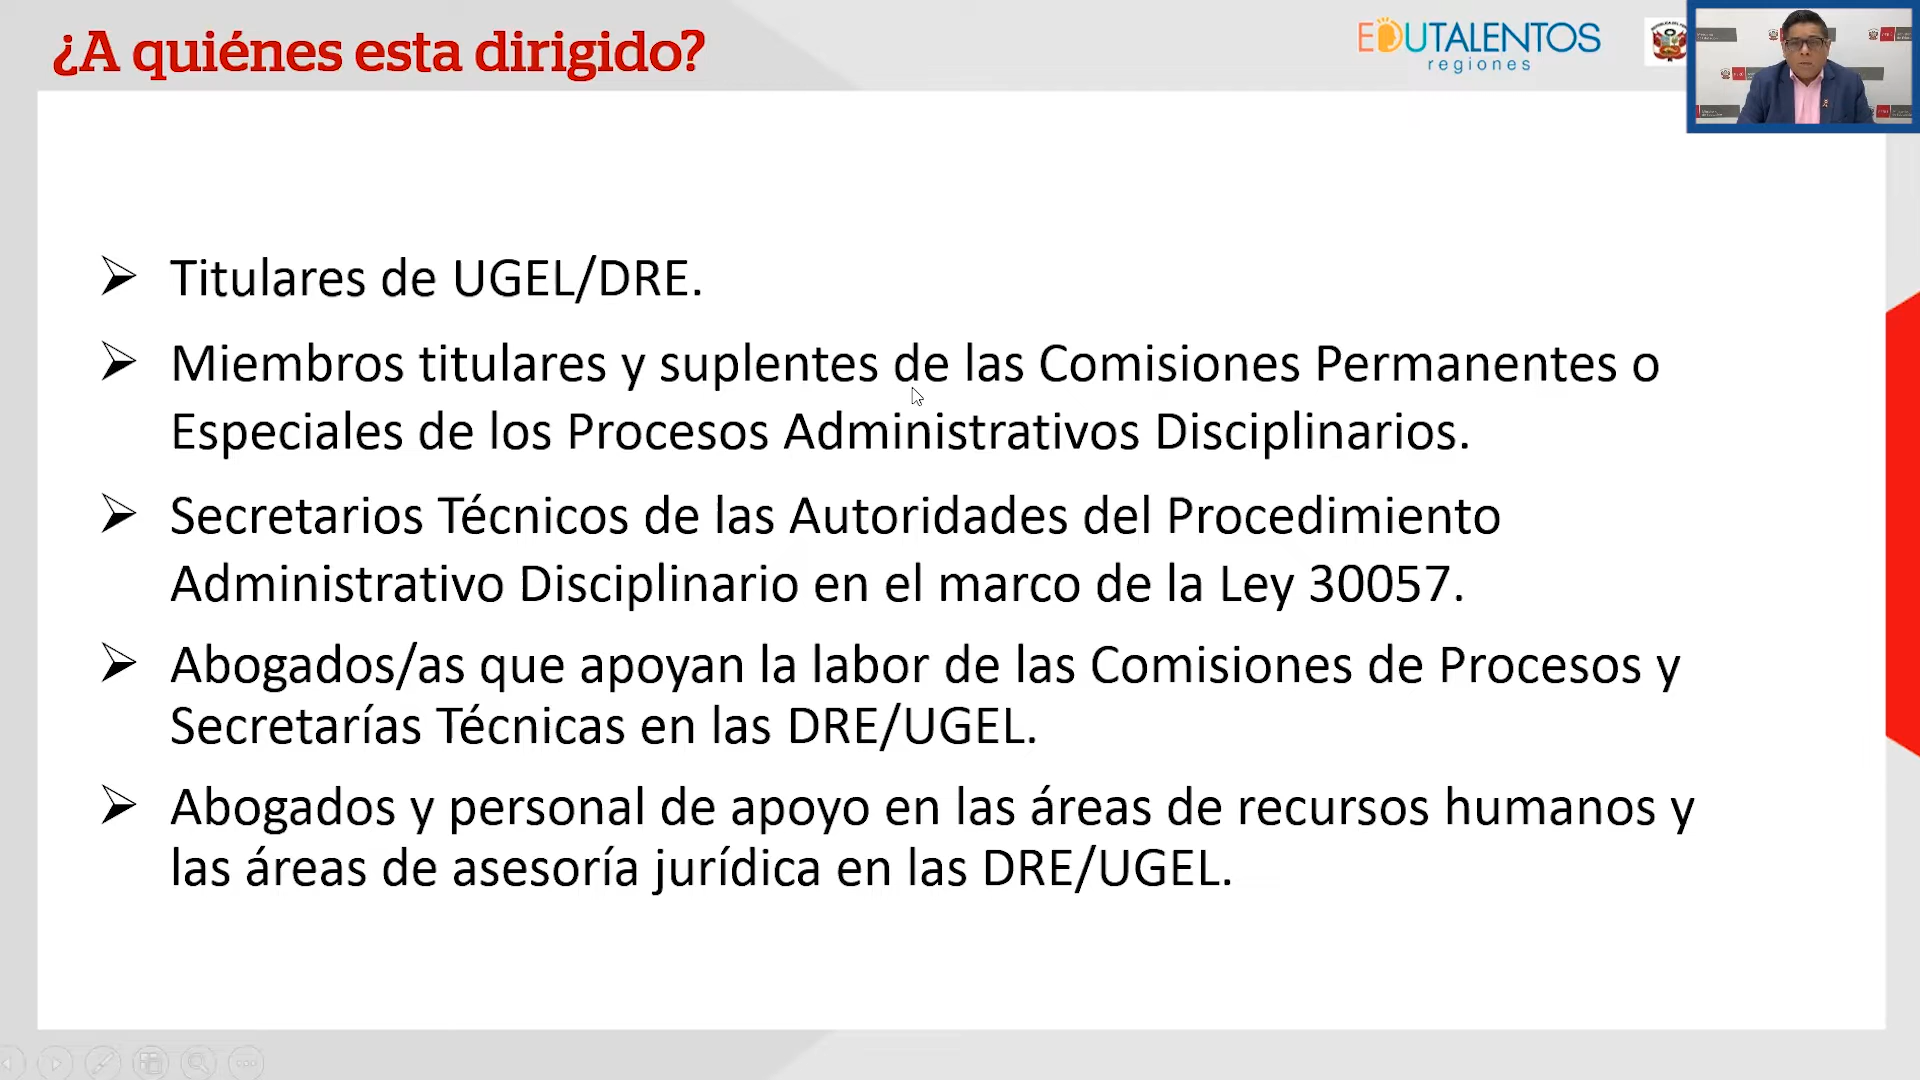 ¿A quiénes esta dirigido?
EDUTALENTOS
regiones
➢ Titulares de UGEL/DRE.
➢ Miembros titulares y suplentes de las Comisiones Permanentes o
Especiales de los Procesos Administrativos Disciplinarios.
➢ Secretarios Técnicos de las Autoridades del Procedimiento
Administrativo Disciplinario en el marco de la Ley 30057.
➢ Abogados/as que apoyan la labor de las Comisiones de Procesos y
Secretarías Técnicas en las DRE/UGEL.
➢ Abogados y personal de apoyo en las áreas de recursos humanos y
las áreas de asesoría jurídica en las DRE/UGEL.